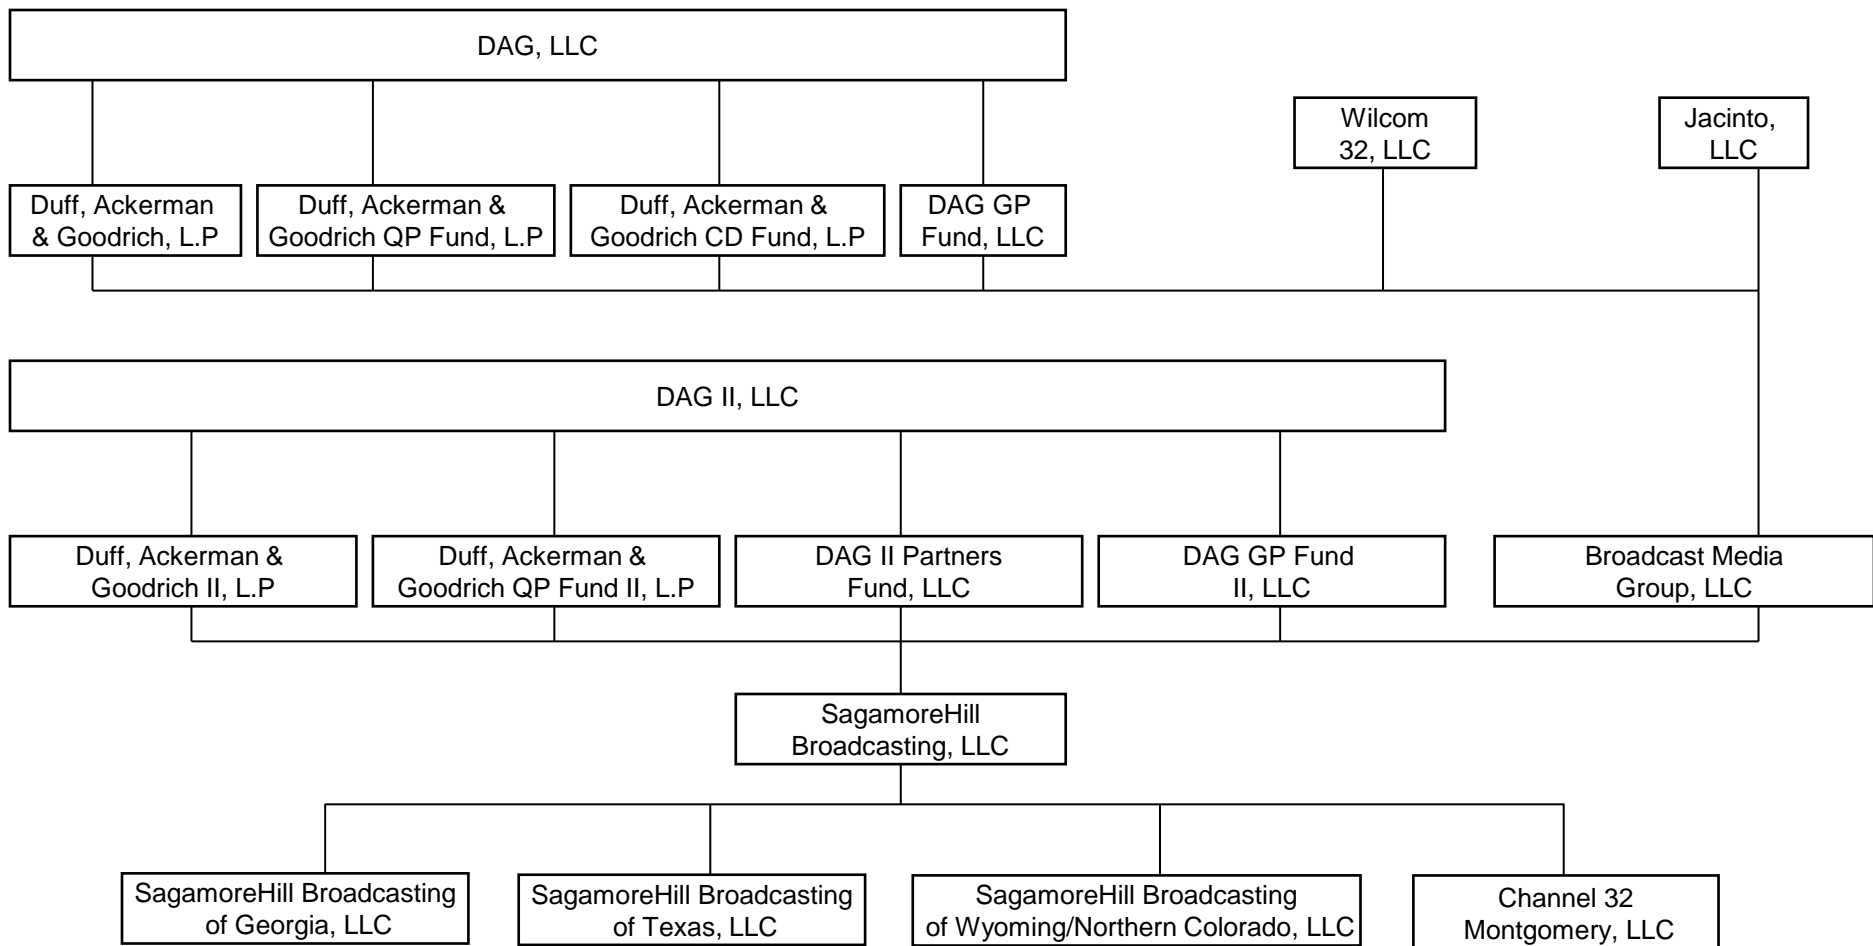 DAG, LLC
Wilcom
32, LLC
Jacinto,
LLC
Duff, Ackerman
& Goodrich, L.P
Duff, Ackerman &
Goodrich QP Fund, L.P
Duff, Ackerman &
Goodrich CD Fund, L.P
DAG GP
Fund, LLC
DAG II, LLC
Duff, Ackerman &
Goodrich II, L.P
Duff, Ackerman &
Goodrich QP Fund II, L.P
DAG II Partners
Fund, LLC
DAG GP Fund
II, LLC
Broadcast Media
Group, LLC
SagamoreHill
Broadcasting, LLC
SagamoreHill Broadcasting
of Georgia, LLC
SagamoreHill Broadcasting
of Texas, LLC
SagamoreHill Broadcasting
of Wyoming/Northern Colorado, LLC
Channel 32
Montgomery, LLC